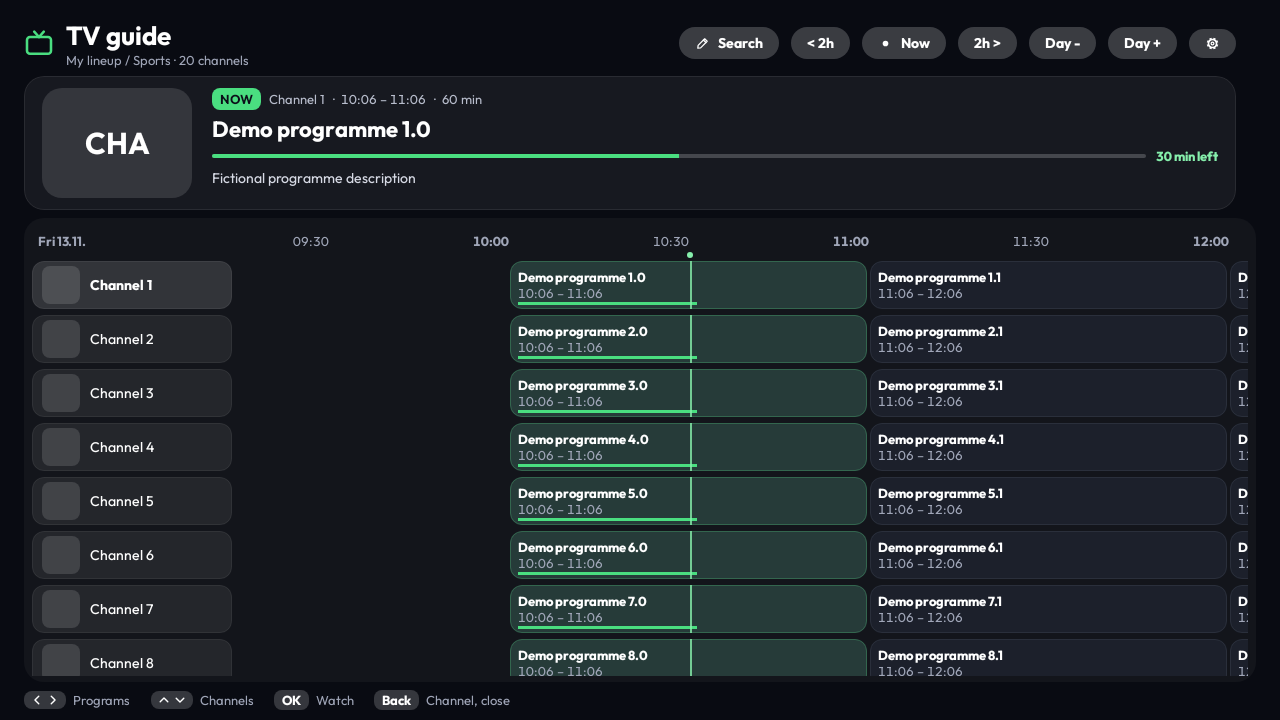 TV guide
My lineup / Sports · 20 channels
Search
< 2h
Now
2h >
Day -
Day +
CHA
NOW Channel 1 · 10:06 – 11:06 · 60 min
Demo programme 1.0
30 min left
Fictional programme description
Fri 13.11. 09:30 10:00 10:30 11:00 11:30 12:00
Channel 1
Demo programme 1.0
10:06 – 11:06
Demo programme 1.1
11:06 – 12:06
Channel 2
Demo programme 2.0
10:06 – 11:06
Demo programme 2.1
11:06 – 12:06
Channel 3
Demo programme 3.0
10:06 – 11:06
Demo programme 3.1
11:06 – 12:06
Channel 4
Demo programme 4.0
10:06 – 11:06
Demo programme 4.1
11:06 – 12:06
Channel 5
Demo programme 5.0
10:06 – 11:06
Demo programme 5.1
11:06 – 12:06
Channel 6
Demo programme 6.0
10:06 – 11:06
Demo programme 6.1
11:06 – 12:06
Channel 7
Demo programme 7.0
10:06 – 11:06
Demo programme 7.1
11:06 – 12:06
Channel 8
Demo programme 8.0
10:06 – 11:06
Demo programme 8.1
11:06 – 12:06
Programs
Channels
OK Watch
Back Channel, close